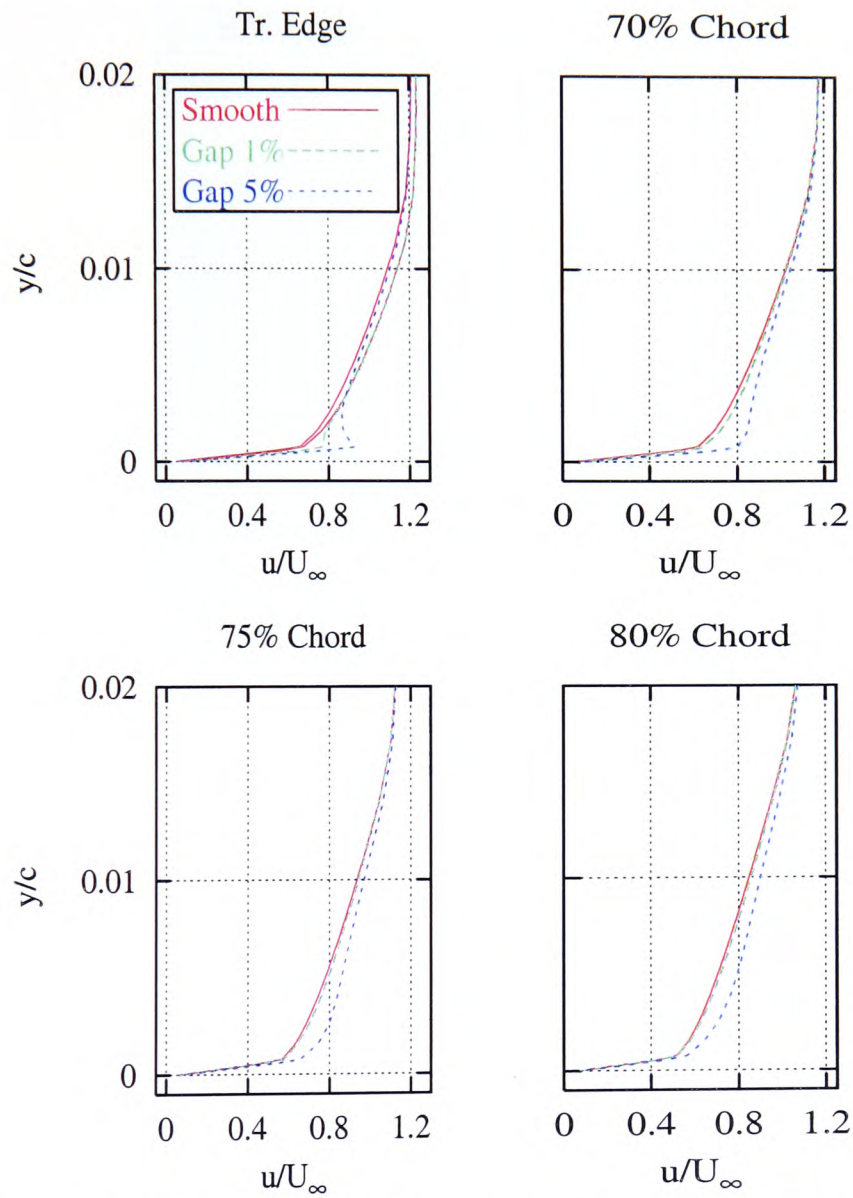 Tr. Edge
0.02
Smooth
Gap 1%
Gap 5%
0.01
0
y/c
0 0.4 0.8 1.2
u/U∞
70% Chord
0 0.4 0.8 1.2
u/U∞
75% Chord
0.02
0.01
0
y/c
0 0.4 0.8 1.2
u/U∞
80% Chord
0 0.4 0.8 1.2
u/U∞